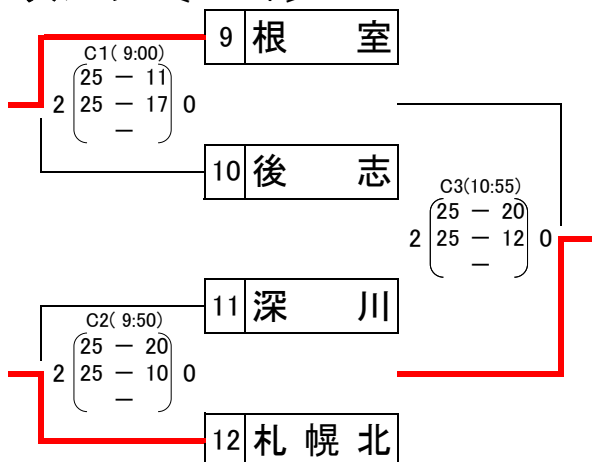 9 根 室
C1( 9:00)
25 － 11
2 25 － 17 0
－
10 後 志
C3(10:55)
25 － 20
2 25 － 12 0
－
11 深 川
C2( 9:50)
25 － 20
2 25 － 10 0
－
12 札 幌 北